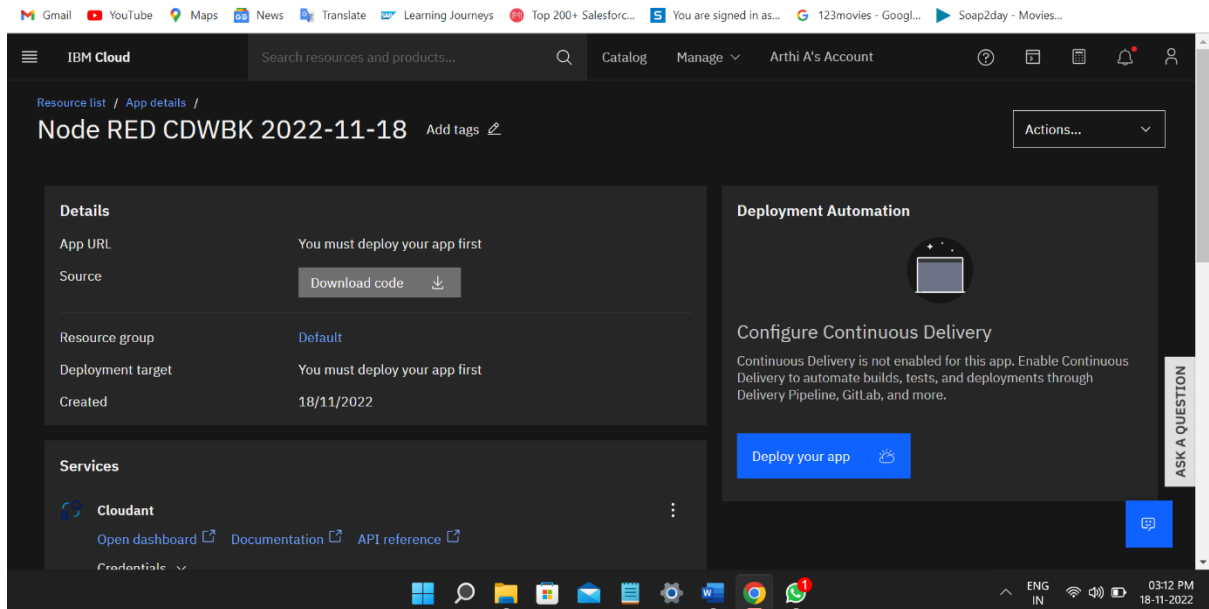 Gmail YouTube Maps News Translate Learning Journeys Top 200+ Salesforc... You are signed in as... 123movies - Googl... Soap2day - Movies...
IBM Cloud Search resources and products... Catalog Manage Arthi A's Account
Resource list / App details /
Node RED CDWBK 2022-11-18 Add tags Actions...
Details
App URL You must deploy your app first
Source Download code
Resource group Default
Deployment target You must deploy your app first
Created 18/11/2022
Services
Cloudant
Open dashboard Documentation API reference
Credentials
Deployment Automation
Configure Continuous Delivery
Continuous Delivery is not enabled for this app. Enable Continuous
Delivery to automate builds, tests, and deployments through
Delivery Pipeline, GitLab, and more.
Deploy your app
ASK A QUESTION
ENG
IN
03:12 PM
18-11-2022
1